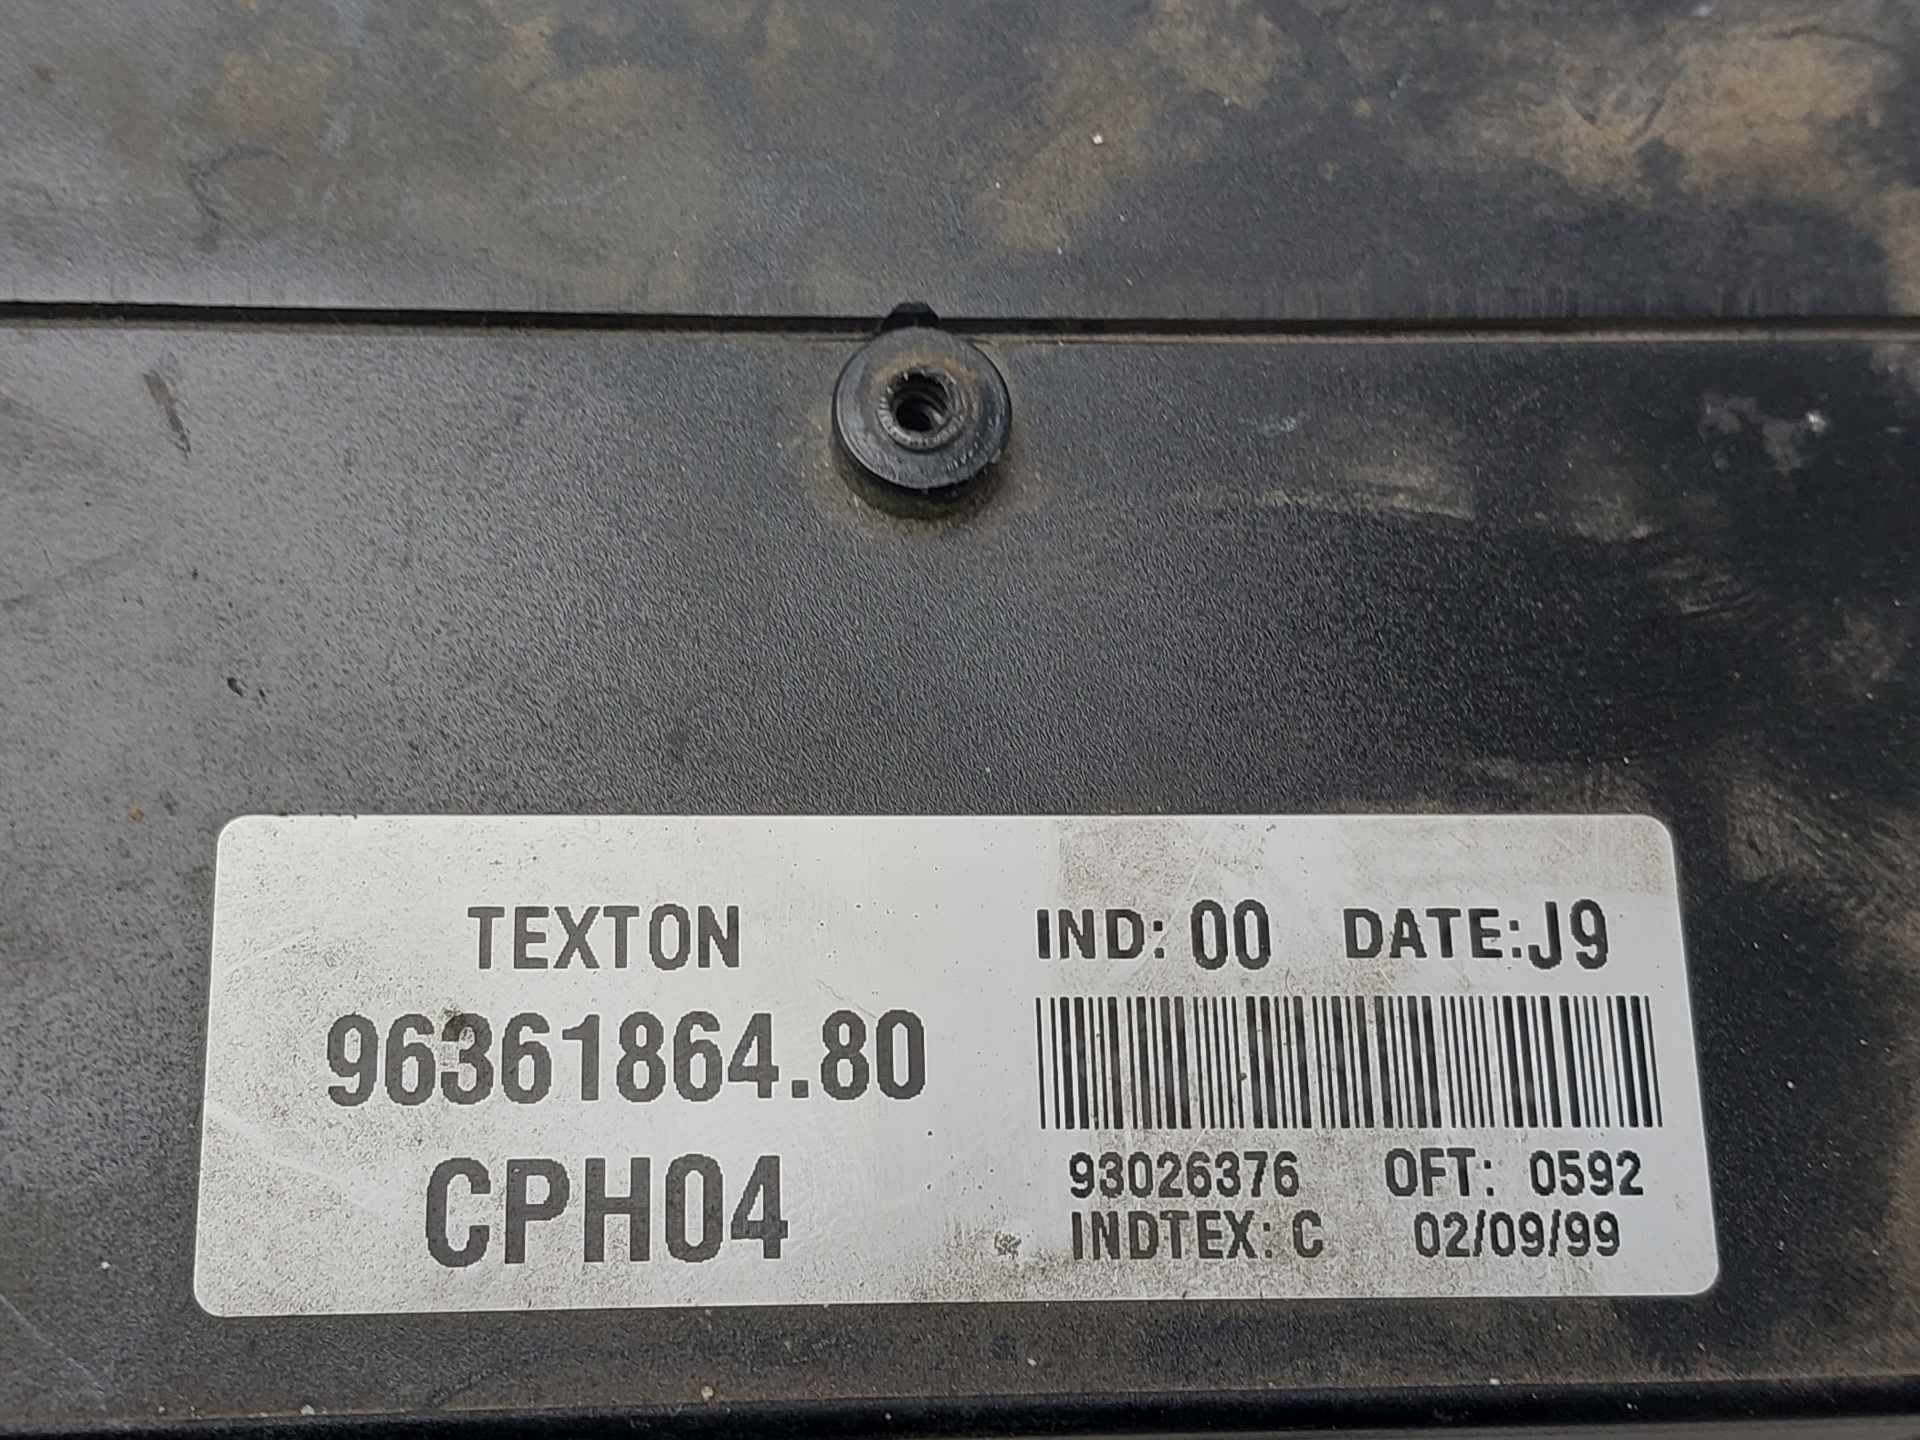 TEXTON
96361864.80
CPH04
IND: 00 DATE:J9
93026376 OFT: 0592
INDTEX: C 02/09/99